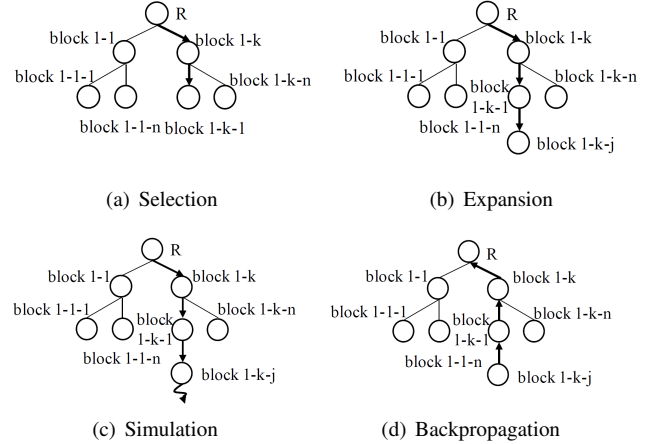 R
block 1-1
block 1-k
block 1-1-1
block 1-k-n
block 1-1-n
block 1-k-1
(a) Selection
R
block 1-1
block 1-k
block 1-1-1
block 1-k-n
block
1-k-1
block 1-1-n
block 1-k-j
(b) Expansion
R
block 1-1
block 1-k
block 1-1-1
block 1-k-n
block
1-k-1
block 1-1-n
block 1-k-j
(c) Simulation
R
block 1-1
block 1-k
block 1-1-1
block 1-k-n
block
1-k-1
block 1-1-n
block 1-k-j
(d) Backpropagation